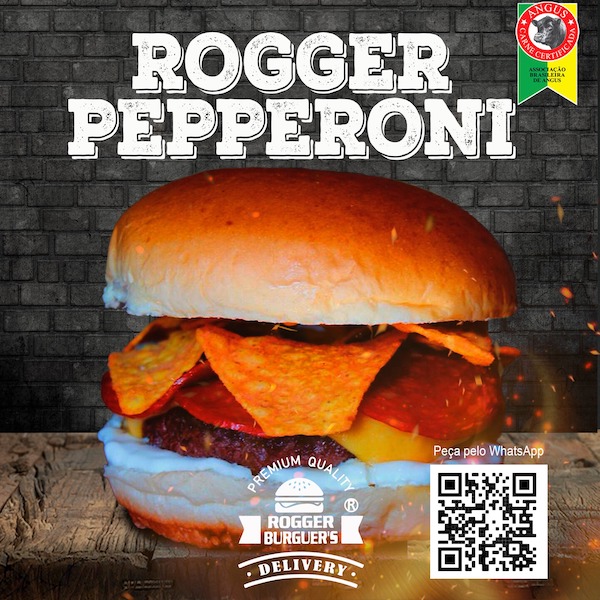 ROGGER
PEPPERONI
ANGUS
CARNE CERTIFICADA
ASSOCIAÇÃO
BRASILEIRA
DE ANGUS
Peça pelo WhatsApp
PREMIUM QUALITY
®
ROGGER
BURGUER'S
• DELIVERY •